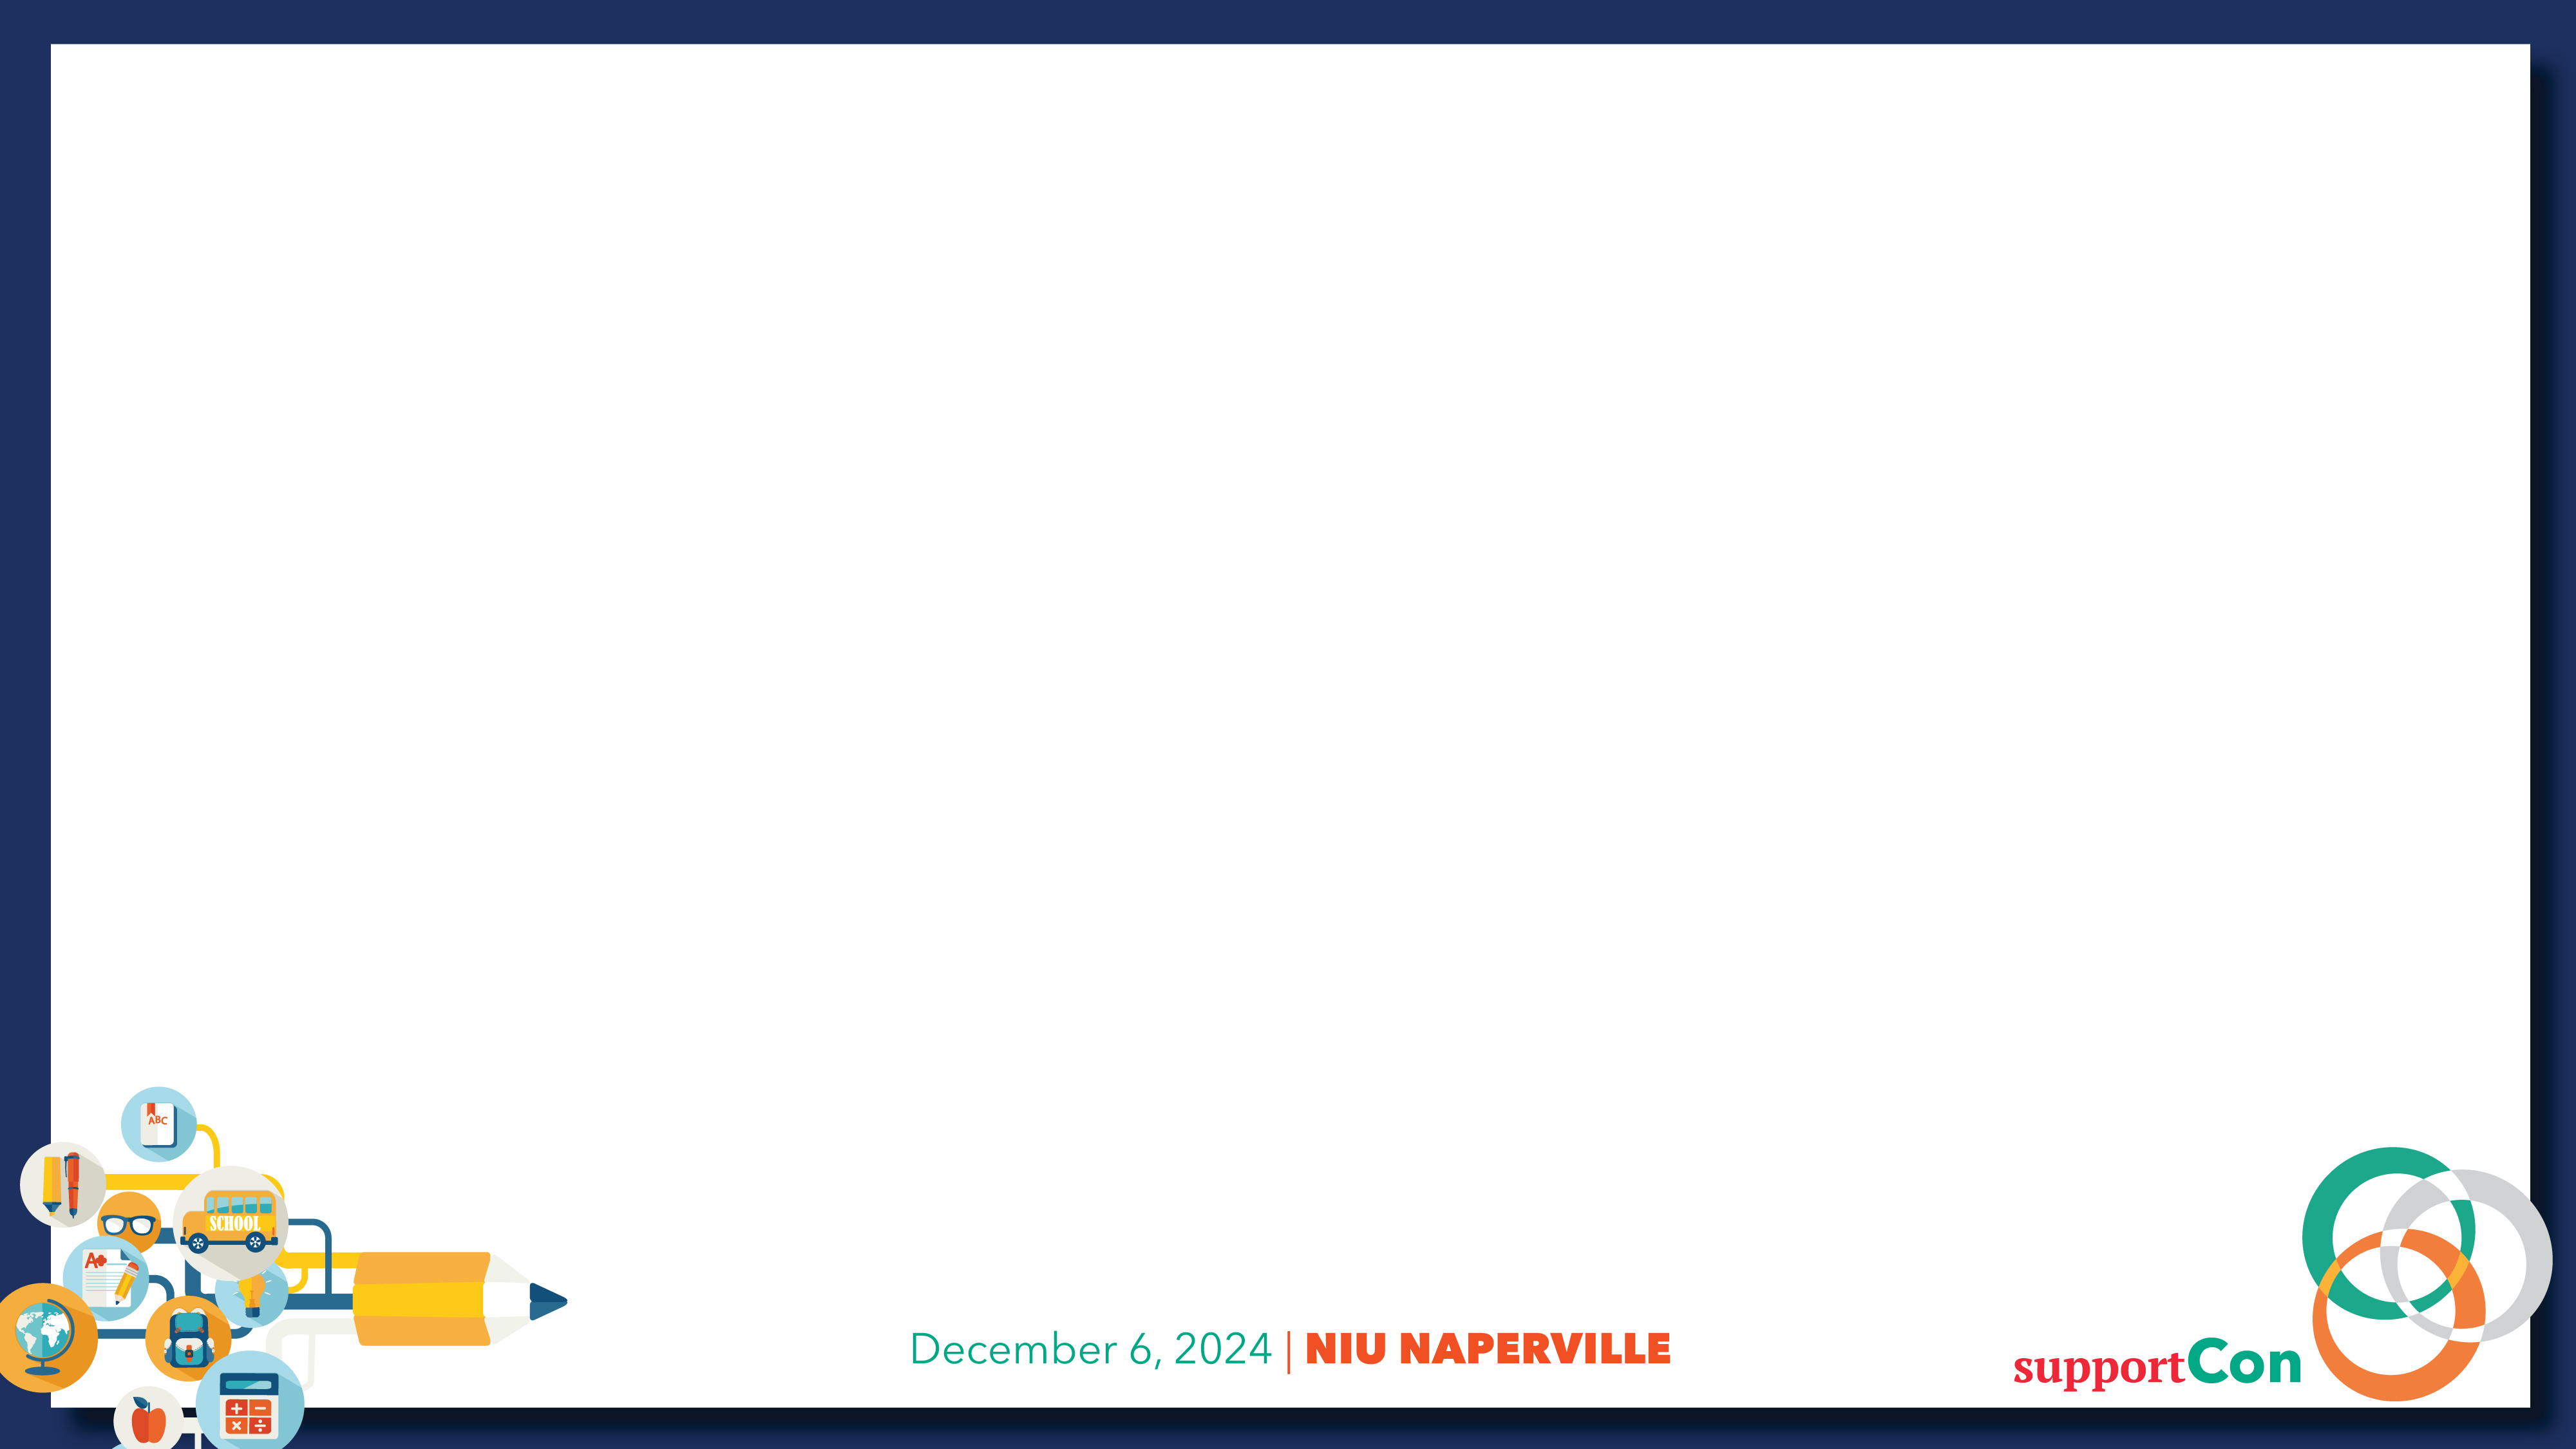 ABC
SCHOOL
A+
December 6, 2024 | NIU NAPERVILLE
supportCon